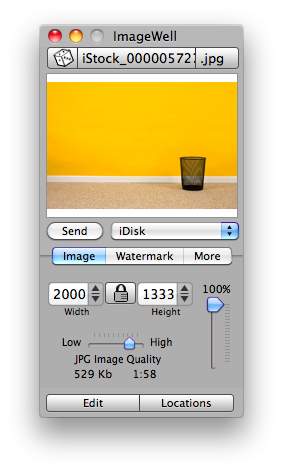 ImageWell
iStock_00000572 .jpg
Send iDisk
Image Watermark More
2000 1333 100%
Width Height
Low High
JPG Image Quality
529 Kb 1:58
Edit Locations